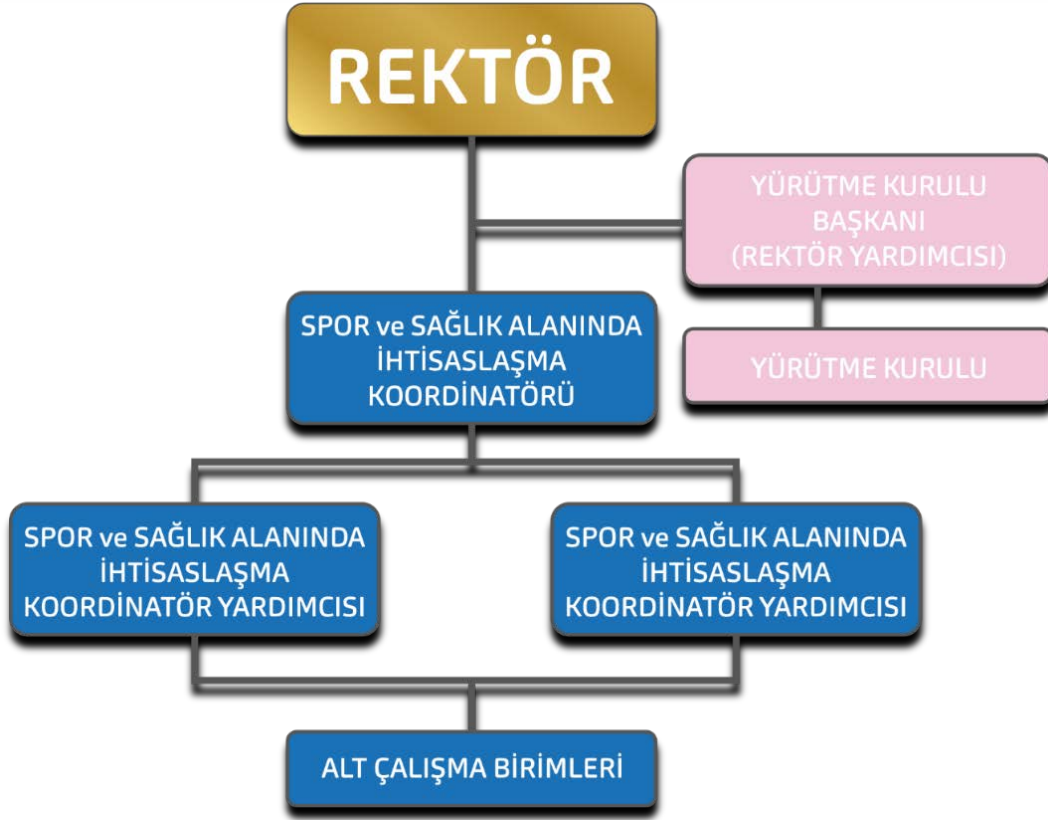 REKTÖR
YÜRÜTME KURULU
BAŞKANI
(REKTÖR YARDIMCISI)
SPOR ve SAĞLIK ALANINDA
İHTİSASLAŞMA
KOORDİNATÖRÜ
YÜRÜTME KURULU
SPOR ve SAĞLIK ALANINDA
İHTİSASLAŞMA
KOORDİNATÖR YARDIMCISI
SPOR ve SAĞLIK ALANINDA
İHTİSASLAŞMA
KOORDİNATÖR YARDIMCISI
ALT ÇALIŞMA BİRİMLERİ